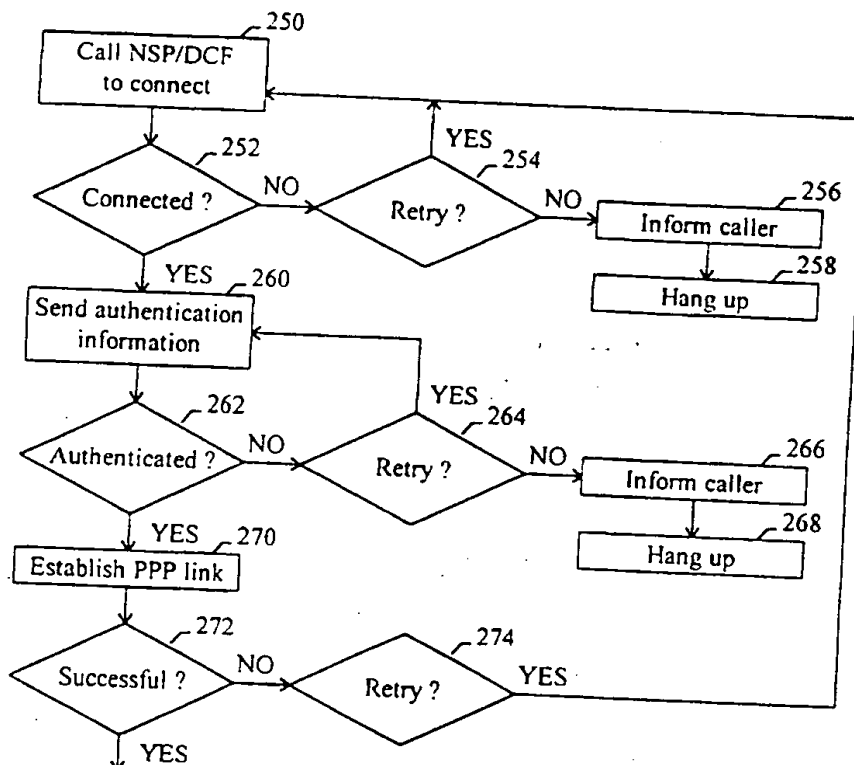 250
Call NSP/DCF
to connect
252
Connected ?
NO
YES
254
Retry ?
NO
256
Inform caller
258
Hang up
YES
260
Send authentication
information
262
Authenticated ?
NO
YES
264
Retry ?
NO
266
Inform caller
268
Hang up
YES
270
Establish PPP link
272
Successful ?
NO
274
Retry ?
YES
YES